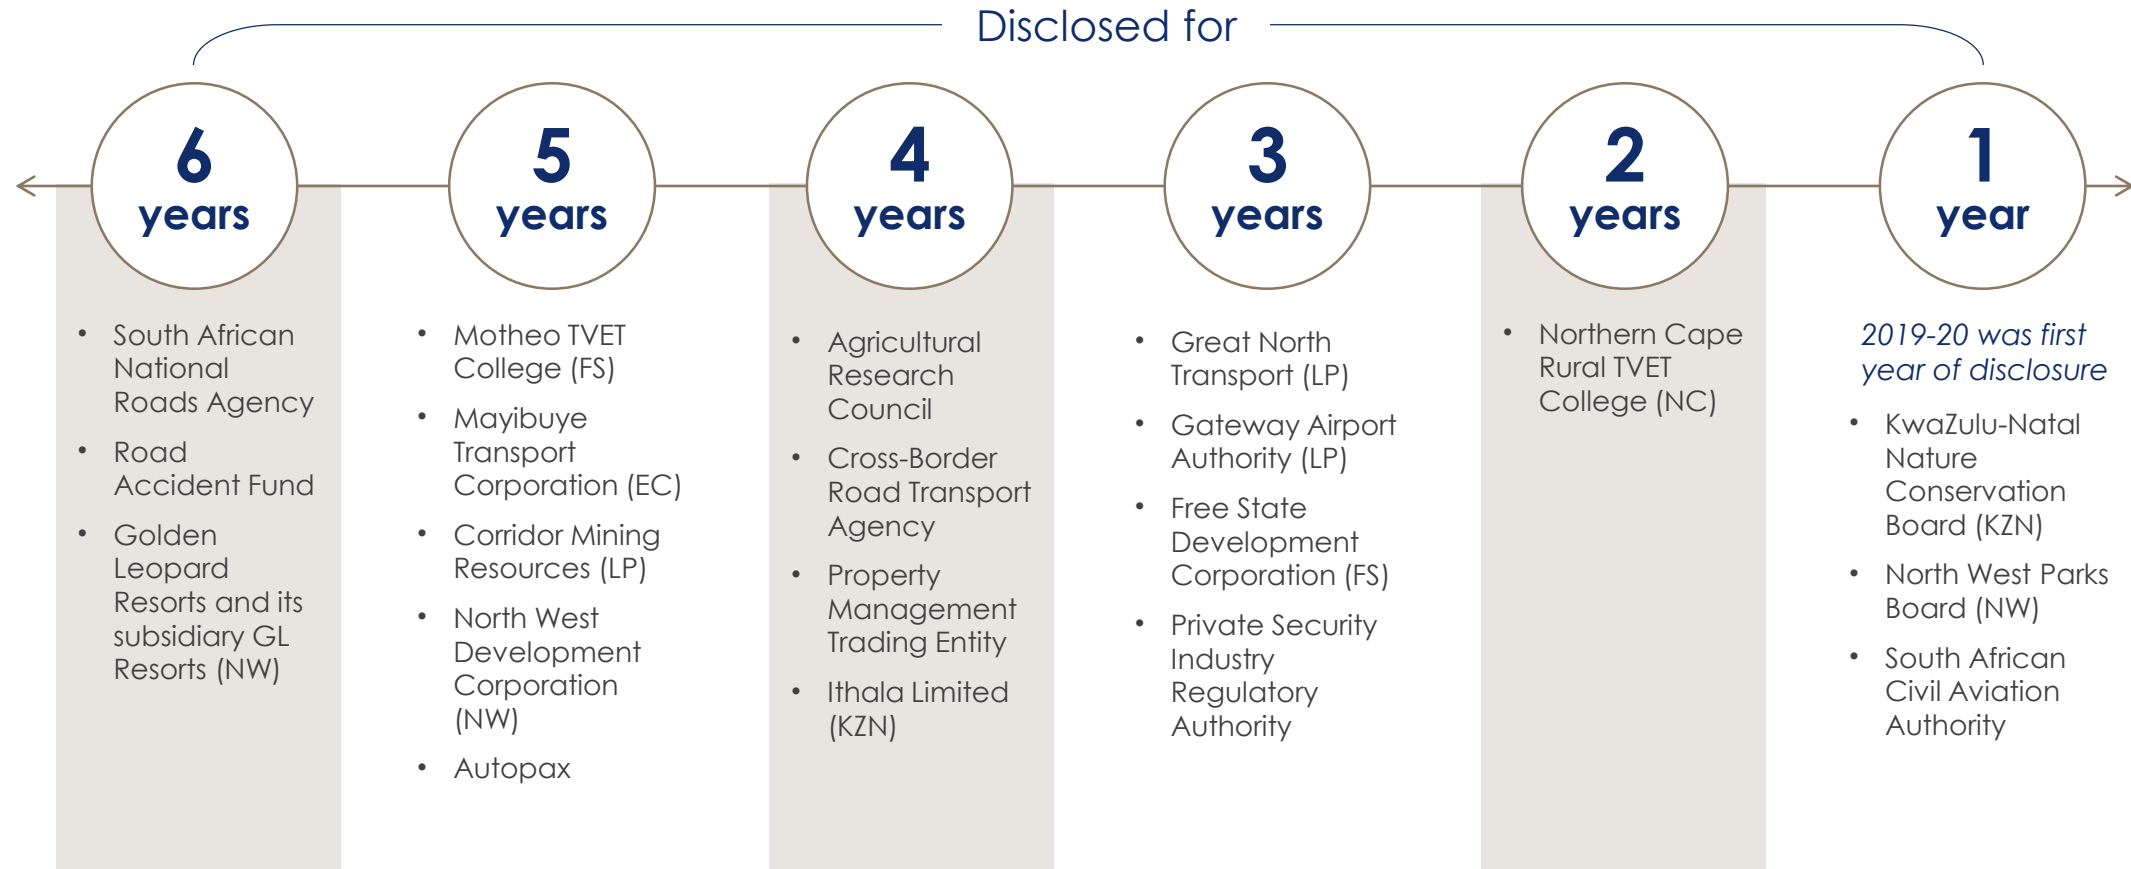 Disclosed for
6
years
• South African
National
Roads Agency
• Road
Accident Fund
• Golden
Leopard
Resorts and its
subsidiary GL
Resorts (NW)
5
years
• Motheo TVET
College (FS)
• Mayibuye
Transport
Corporation (EC)
• Corridor Mining
Resources (LP)
• North West
Development
Corporation
(NW)
• Autopax
4
years
• Agricultural
Research
Council
• Cross-Border
Road Transport
Agency
• Property
Management
Trading Entity
• Ithala Limited
(KZN)
3
years
• Great North
Transport (LP)
• Gateway Airport
Authority (LP)
• Free State
Development
Corporation (FS)
• Private Security
Industry
Regulatory
Authority
2
years
• Northern Cape
Rural TVET
College (NC)
1
year
2019-20 was first
year of disclosure
• KwaZulu-Natal
Nature
Conservation
Board (KZN)
• North West Parks
Board (NW)
• South African
Civil Aviation
Authority